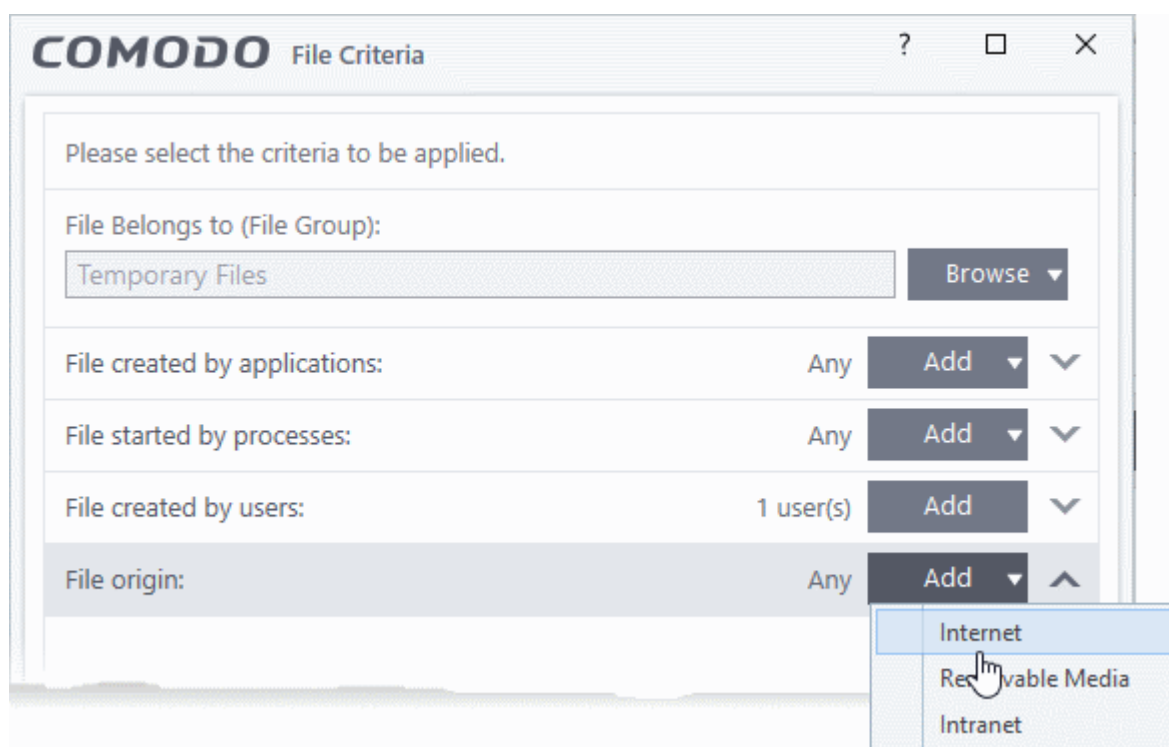 COMODO File Criteria ?
Please select the criteria to be applied.
File Belongs to (File Group):
Temporary Files Browse
File created by applications: Any Add
File started by processes: Any Add
File created by users: 1 user(s) Add
File origin: Any Add
Internet
Removable Media
Intranet